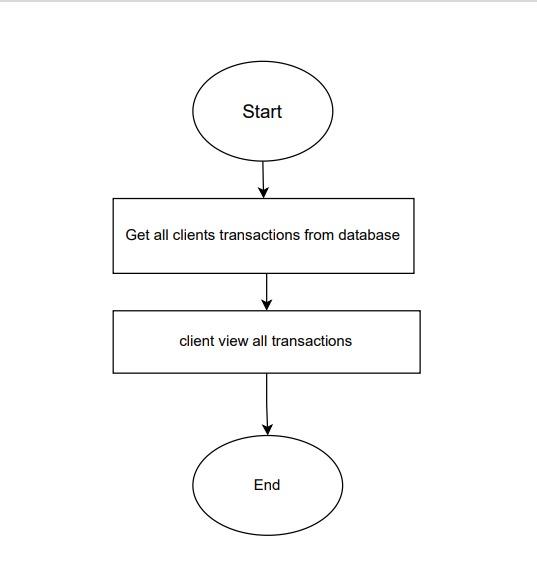 Start
Get all clients transactions from database
client view all transactions
End